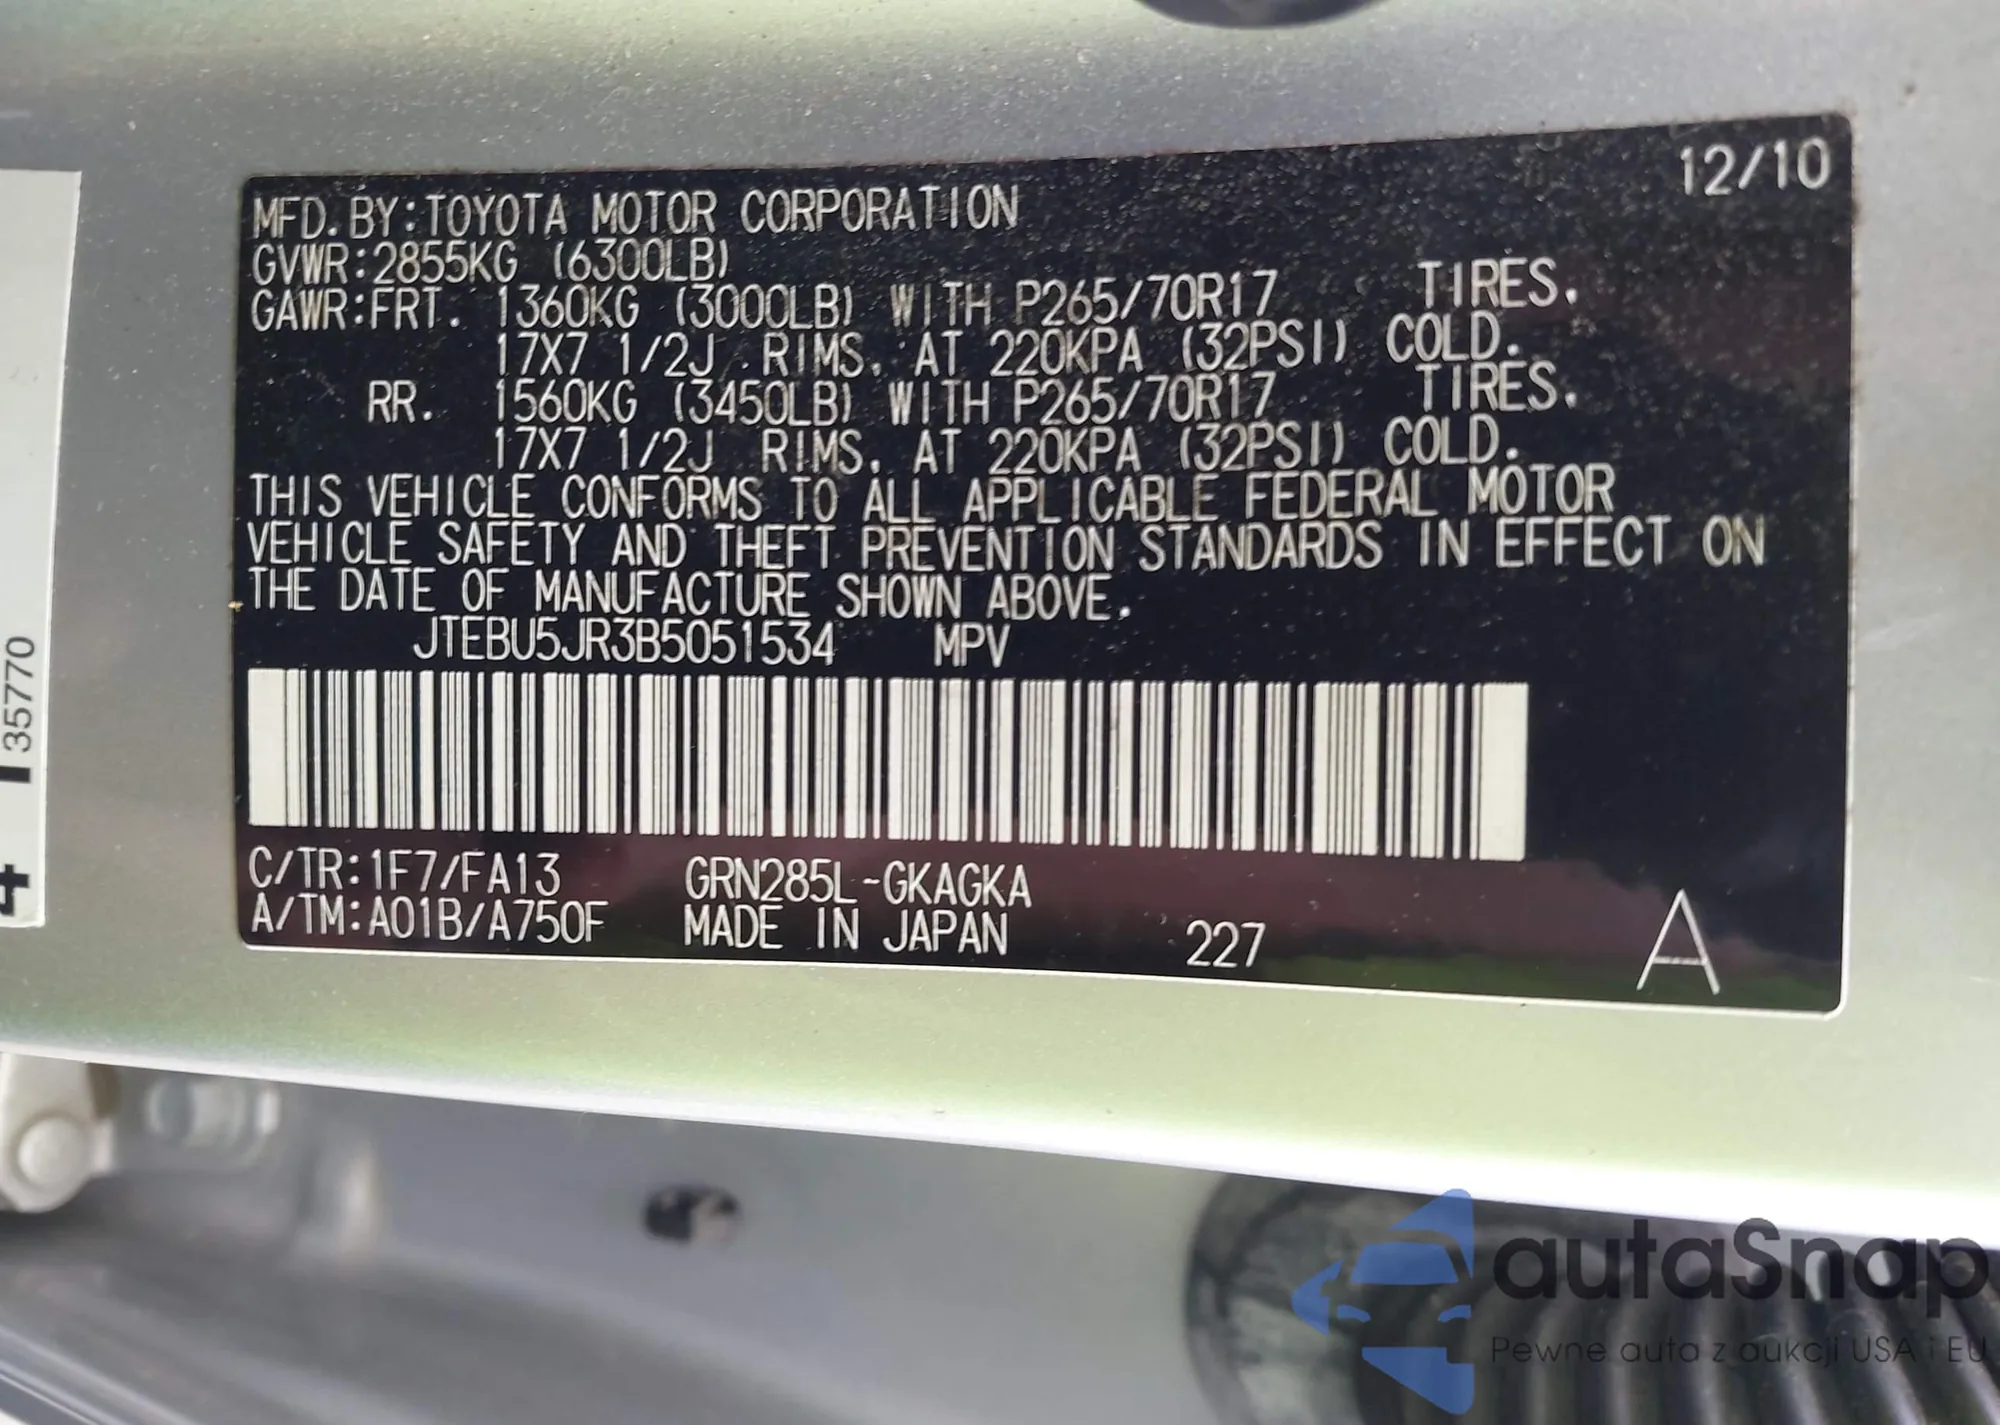 12/10
MFD.BY:TOYOTA MOTOR CORPORATION
GVWR:2855KG (6300LB)
GAWR:FRT. 1360KG (3000LB) WITH P265/70R17 TIRES.
17X7 1/2J RIMS. AT 220KPA (32PSI) COLD.
RR. 1560KG (3450LB) WITH P265/70R17 TIRES.
17X7 1/2J RIMS. AT 220KPA (32PSI) COLD.
THIS VEHICLE CONFORMS TO ALL APPLICABLE FEDERAL MOTOR
VEHICLE SAFETY AND THEFT PREVENTION STANDARDS IN EFFECT ON
THE DATE OF MANUFACTURE SHOWN ABOVE.
JTEBU5JR3B5051534 MPV
C/TR:1F7/FA13 GRN285L-GKAGKA
A/TM:A01B/A750F MADE IN JAPAN 227 A
35770
autaSnap
Pewne auta z aukcji USA i EU